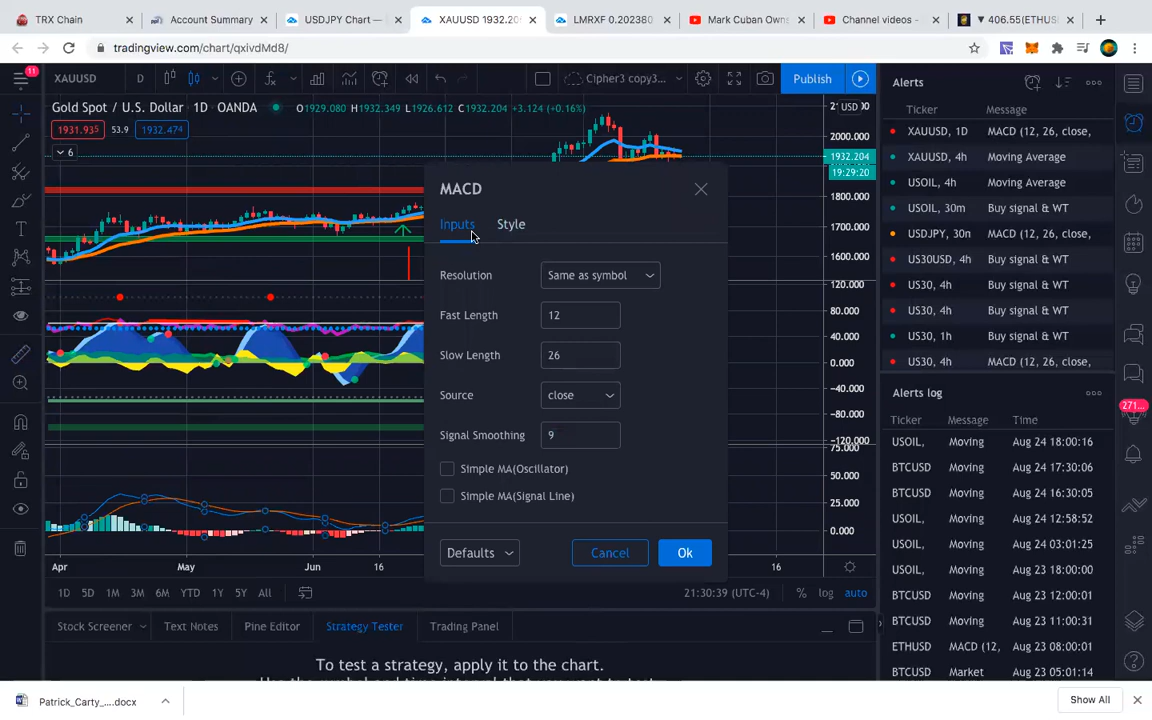 TRX Chain
Account Summary
USDJPY Chart —
XAUUSD 1932.20
LMRXF 0.202380
Mark Cuban Own
Channel videos -
▼ 406.55(ETHUS
tradingview.com/chart/qxivdMd8/
11
XAUUSD
D
Cipher3 copy3...
Publish
Alerts
Gold Spot / U.S. Dollar 1D OANDA
O1929.080 H1932.349 L1926.612 C1932.204 +3.124 (+0.16%)
1931.935
53.9
1932.474
6
USD
2000.000
1932.204
19:29:20
1800.000
1700.000
1600.000
120.000
80.000
40.000
0.000
-40.000
-80.000
-120.000
75.000
50.000
25.000
0.000
MACD
Inputs
Style
Resolution
Same as symbol
Fast Length
12
Slow Length
26
Source
close
Signal Smoothing
9
Simple MA(Oscillator)
Simple MA(Signal Line)
Defaults
Cancel
Ok
Apr
May
Jun
16
16
1D 5D 1M 3M 6M YTD 1Y 5Y All
21:30:39 (UTC-4)
% log auto
Stock Screener
Text Notes
Pine Editor
Strategy Tester
Trading Panel
To test a strategy, apply it to the chart.
Ticker Message
XAUUSD, 1D MACD (12, 26, close,
XAUUSD, 4h Moving Average
USOIL, 4h Moving Average
USOIL, 30m Buy signal & WT
USDJPY, 30m MACD (12, 26, close,
US30USD, 4h Buy signal & WT
US30, 4h Buy signal & WT
US30, 4h Buy signal & WT
US30, 1h Buy signal & WT
US30, 4h MACD (12, 26, close,
Alerts log
Ticker Message Time
USOIL, Moving Aug 24 18:00:16
BTCUSD Moving Aug 24 17:30:06
BTCUSD Moving Aug 24 16:30:05
USOIL, Moving Aug 24 12:58:52
USOIL, Moving Aug 24 03:01:25
USOIL, Moving Aug 23 18:00:00
BTCUSD Moving Aug 23 12:00:01
BTCUSD Moving Aug 23 11:00:31
ETHUSD MACD (12, Aug 23 08:00:01
BTCUSD Market Aug 23 05:01:14
271...
Patrick_Carty_....docx
Show All